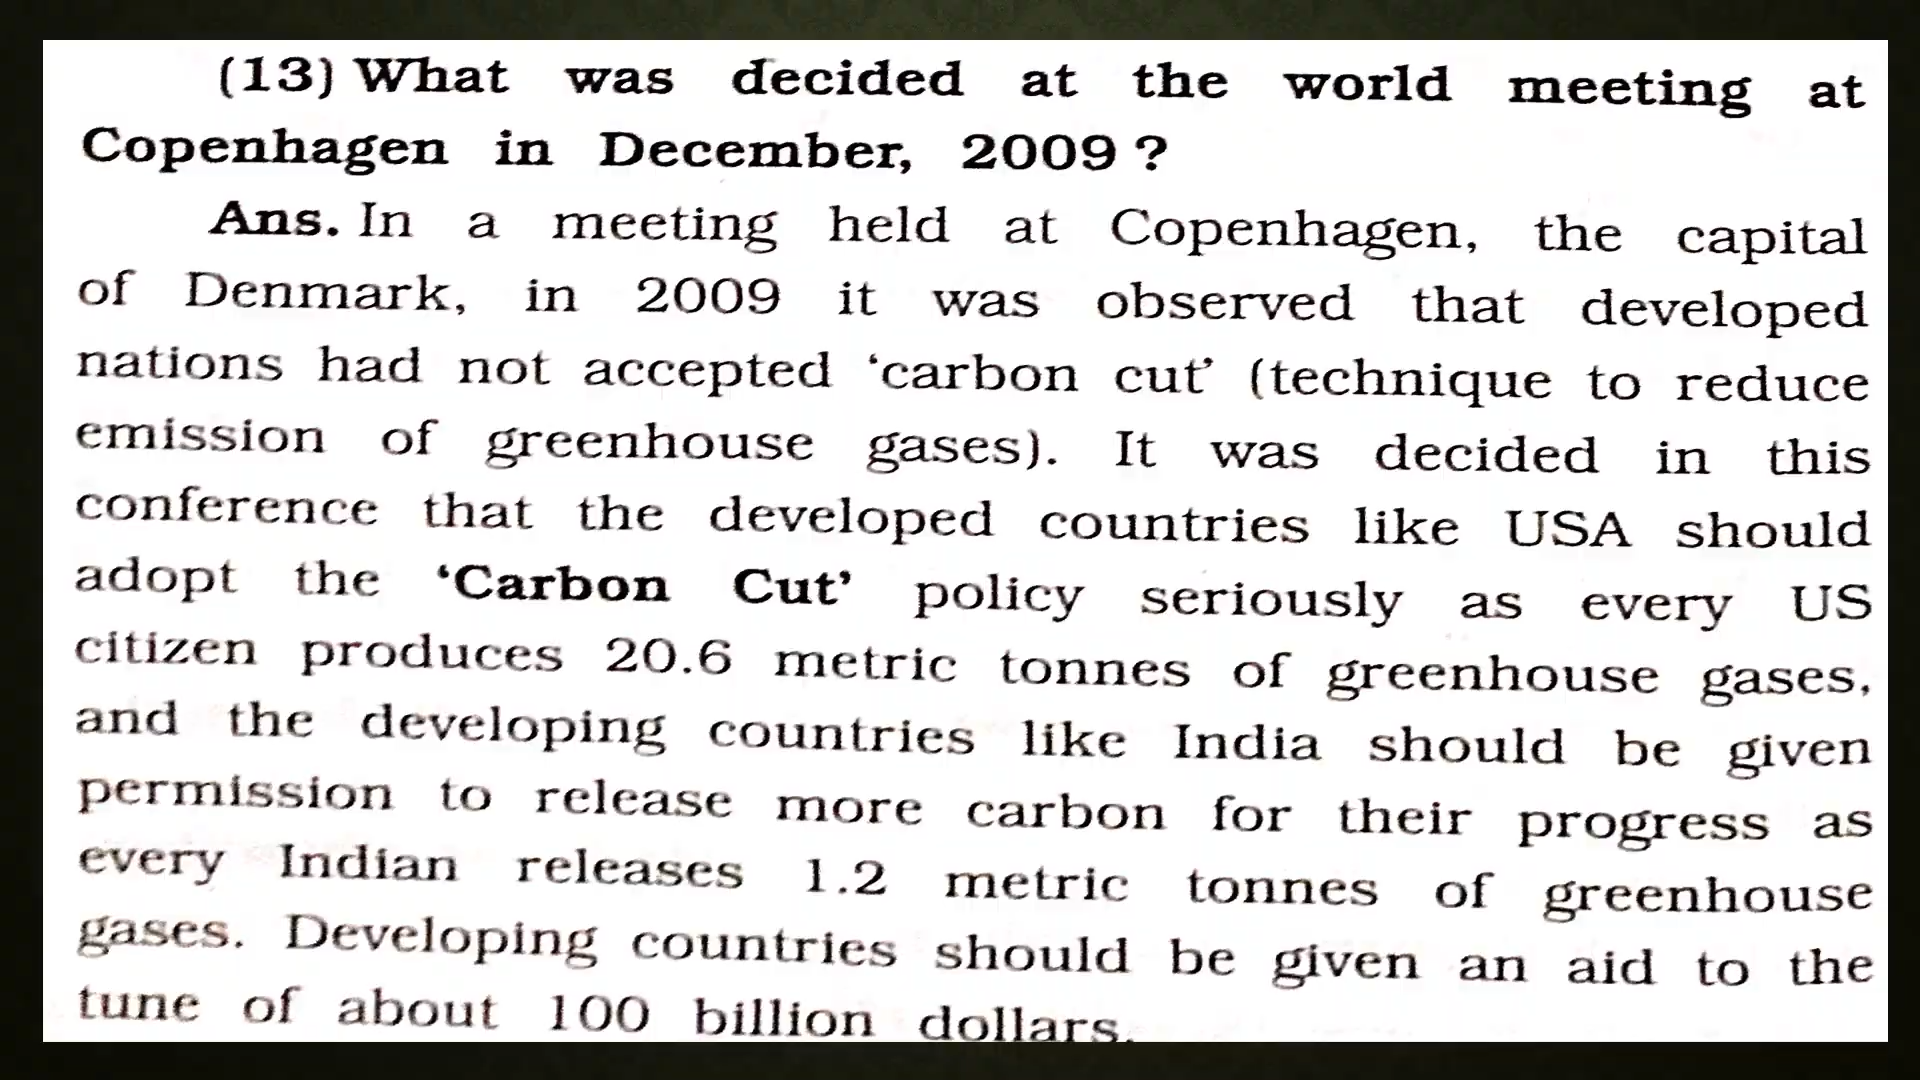 (13) What was decided at the world meeting at
Copenhagen in December, 2009 ?
Ans. In a meeting held at Copenhagen, the capital
of Denmark, in 2009 it was observed that developed
nations had not accepted ‘carbon cut’ (technique to reduce
emission of greenhouse gases). It was decided in this
conference that the developed countries like USA should
adopt the ‘Carbon Cut’ policy seriously as every US
citizen produces 20.6 metric tonnes of greenhouse gases,
and the developing countries like India should be given
permission to release more carbon for their progress as
every Indian releases 1.2 metric tonnes of greenhouse
gases. Developing countries should be given an aid to the
tune of about 100 billion dollars.